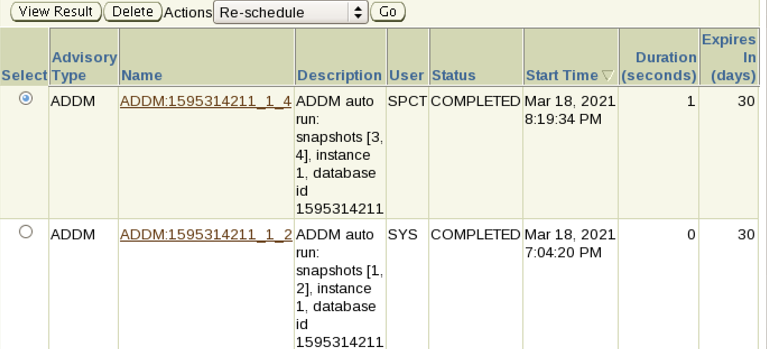 View Result Delete Actions Re-schedule Go
Select Advisory Type Name Description User Status Start Time Duration (seconds) Expires In (days)
ADDM ADDM:1595314211_1_4 ADDM auto SPCT COMPLETED Mar 18, 2021 1 30
run: 8:19:34 PM
snapshots [3,
4], instance
1, database
id
1595314211
ADDM ADDM:1595314211_1_2 ADDM auto SYS COMPLETED Mar 18, 2021 0 30
run: 7:04:20 PM
snapshots [1,
2], instance
1, database
id
1595314211